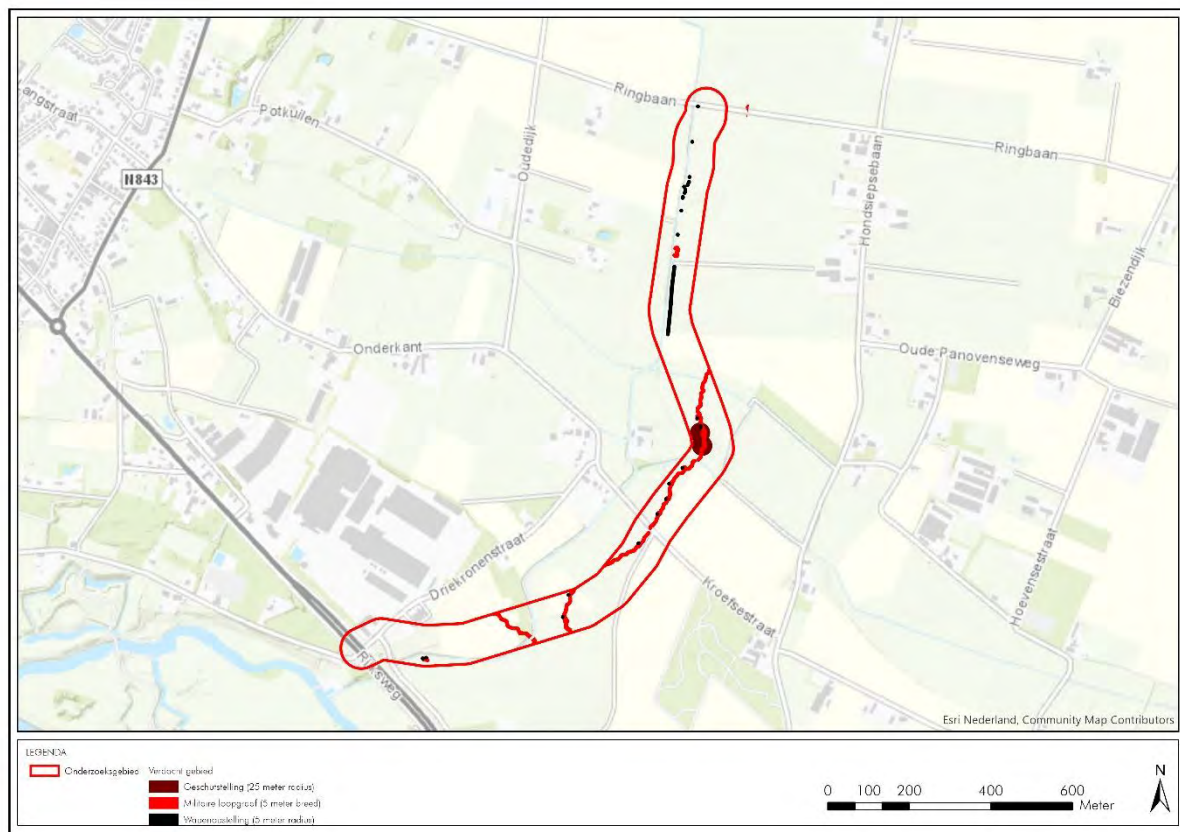 Langstraat
Potkuilen
N843
Oudedijk
Ringbaan
Ringbaan
Hondsiepsebaan
Biezendijk
Onderkant
Oude Panovenseweg
Driekronenstraat
Kroefsestraat
Hoevensestraat
Rijksweg
Esri Nederland, Community Map Contributors
LEGENDA
Onderzoeksgebied
Verdacht gebied
Geschutstelling (25 meter radius)
Militaire loopgraaf (5 meter breed)
Wapenopstelling (5 meter radius)
N
0 100 200 400 600
Meter